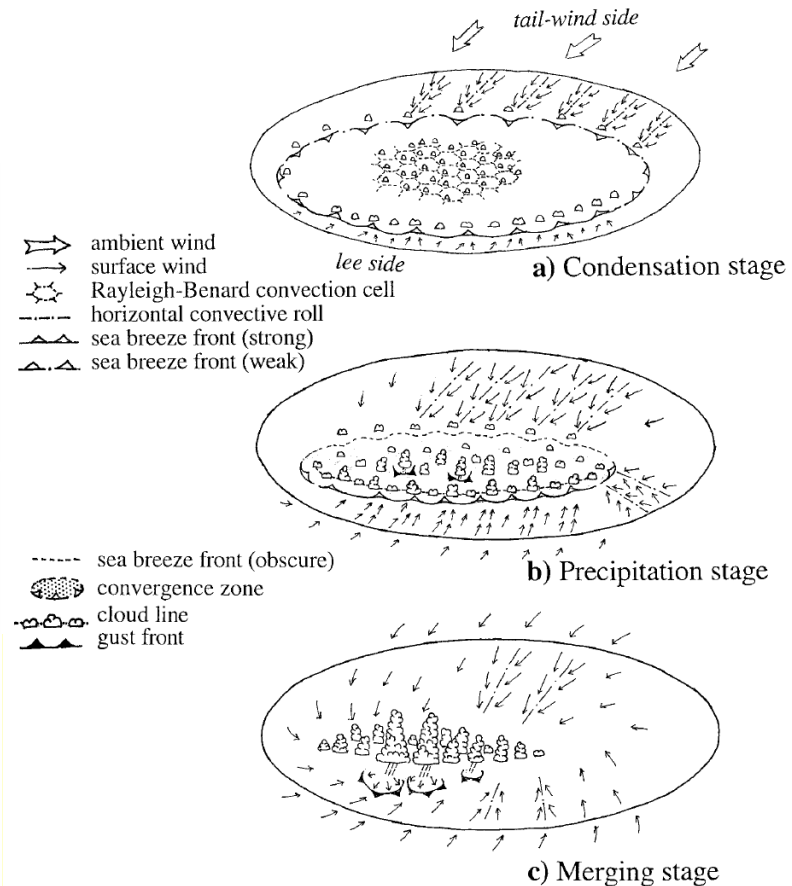 tail-wind side
ambient wind
surface wind
lee side
a) Condensation stage
Rayleigh-Benard convection cell
horizontal convective roll
sea breeze front (strong)
sea breeze front (weak)
sea breeze front (obscure)
b) Precipitation stage
convergence zone
cloud line
gust front
c) Merging stage